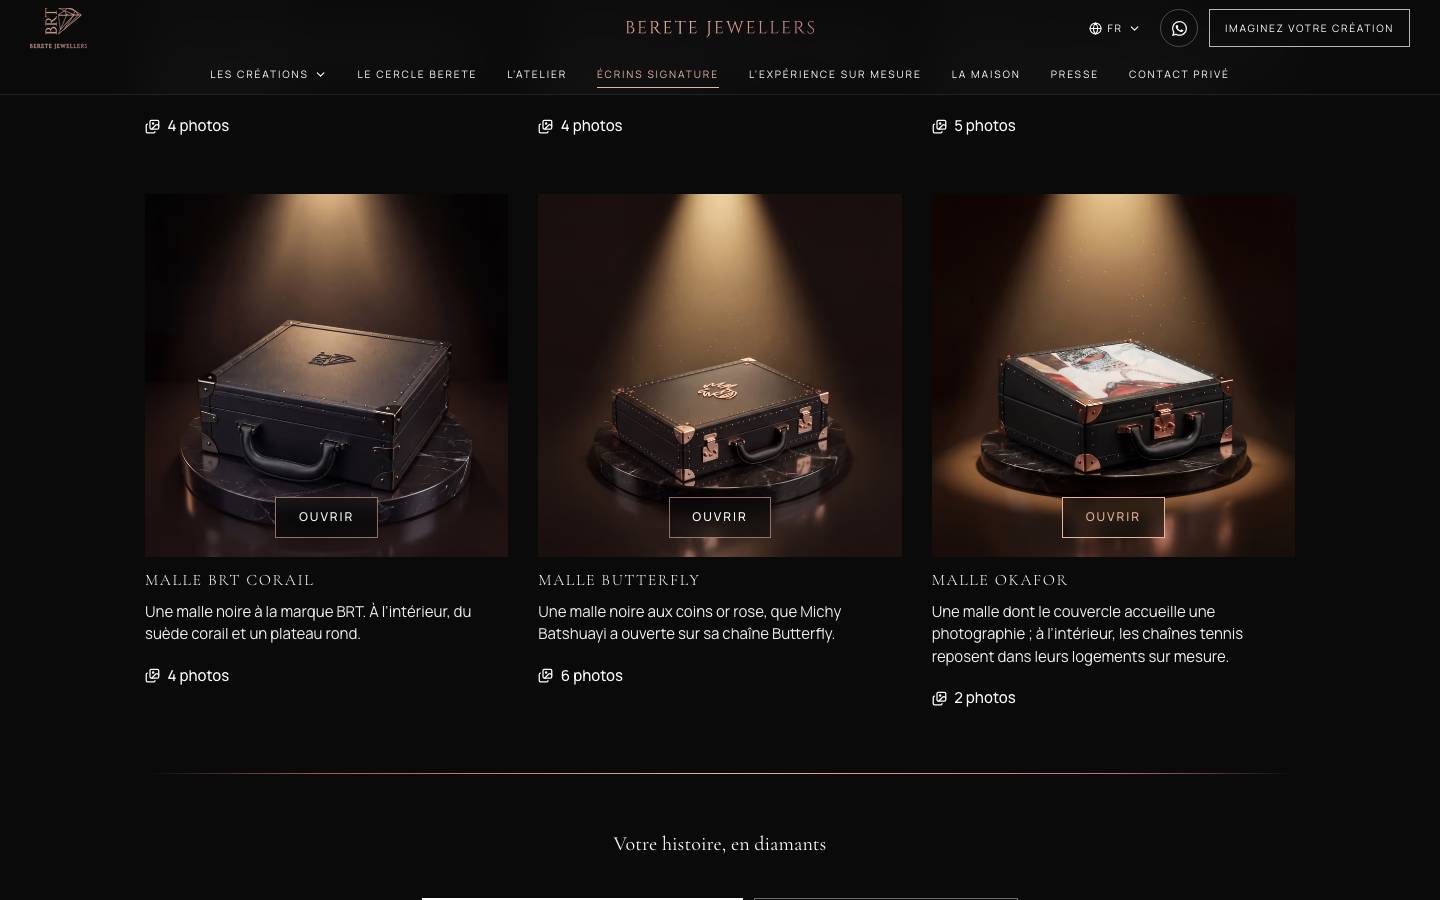 BRT
BERETE JEWELLERS
BERETE JEWELLERS
FR
IMAGINEZ VOTRE CRÉATION
LES CRÉATIONS
LE CERCLE BERETE
L'ATELIER
ÉCRINS SIGNATURE
L'EXPÉRIENCE SUR MESURE
LA MAISON
PRESSE
CONTACT PRIVÉ
4 photos
4 photos
5 photos
OUVRIR
OUVRIR
OUVRIR
MALLE BRT CORAIL
Une malle noire à la marque BRT. À l'intérieur, du
suède corail et un plateau rond.
4 photos
MALLE BUTTERFLY
Une malle noire aux coins or rose, que Michy
Batshuayi a ouverte sur sa chaîne Butterfly.
6 photos
MALLE OKAFOR
Une malle dont le couvercle accueille une
photographie ; à l'intérieur, les chaînes tennis
reposent dans leurs logements sur mesure.
2 photos
Votre histoire, en diamants